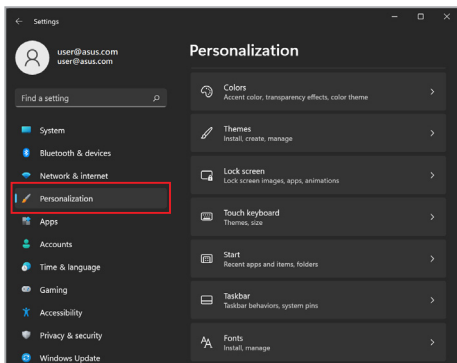 Settings
user@asus.com
user@asus.com
Find a setting
System
Bluetooth & devices
Network & internet
Personalization
Apps
Accounts
Time & language
Gaming
Accessibility
Privacy & security
Windows Update
Personalization
Colors
Accent color, transparency effects, color theme
Themes
Install, create, manage
Lock screen
Lock screen images, apps, animations
Touch keyboard
Themes, size
Start
Recent apps and items, folders
Taskbar
Taskbar behaviors, system pins
Fonts
Install, manage